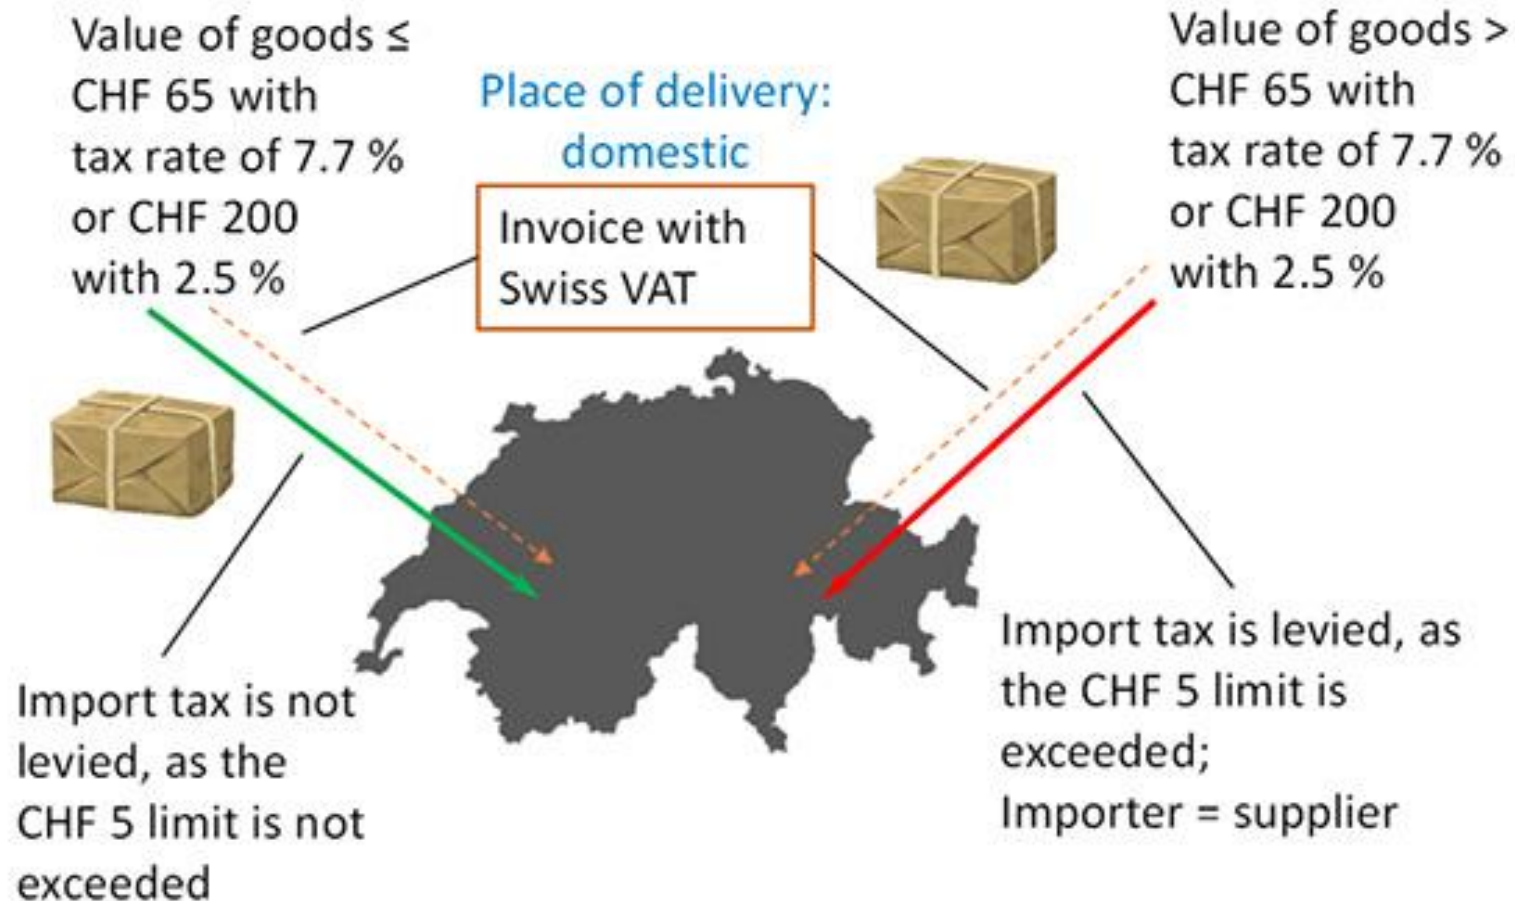 Value of goods ≤
CHF 65 with
tax rate of 7.7 %
or CHF 200
with 2.5 %
Place of delivery:
domestic
Invoice with
Swiss VAT
Value of goods >
CHF 65 with
tax rate of 7.7 %
or CHF 200
with 2.5 %
Import tax is not
levied, as the
CHF 5 limit is not
exceeded
Import tax is levied, as
the CHF 5 limit is
exceeded;
Importer = supplier